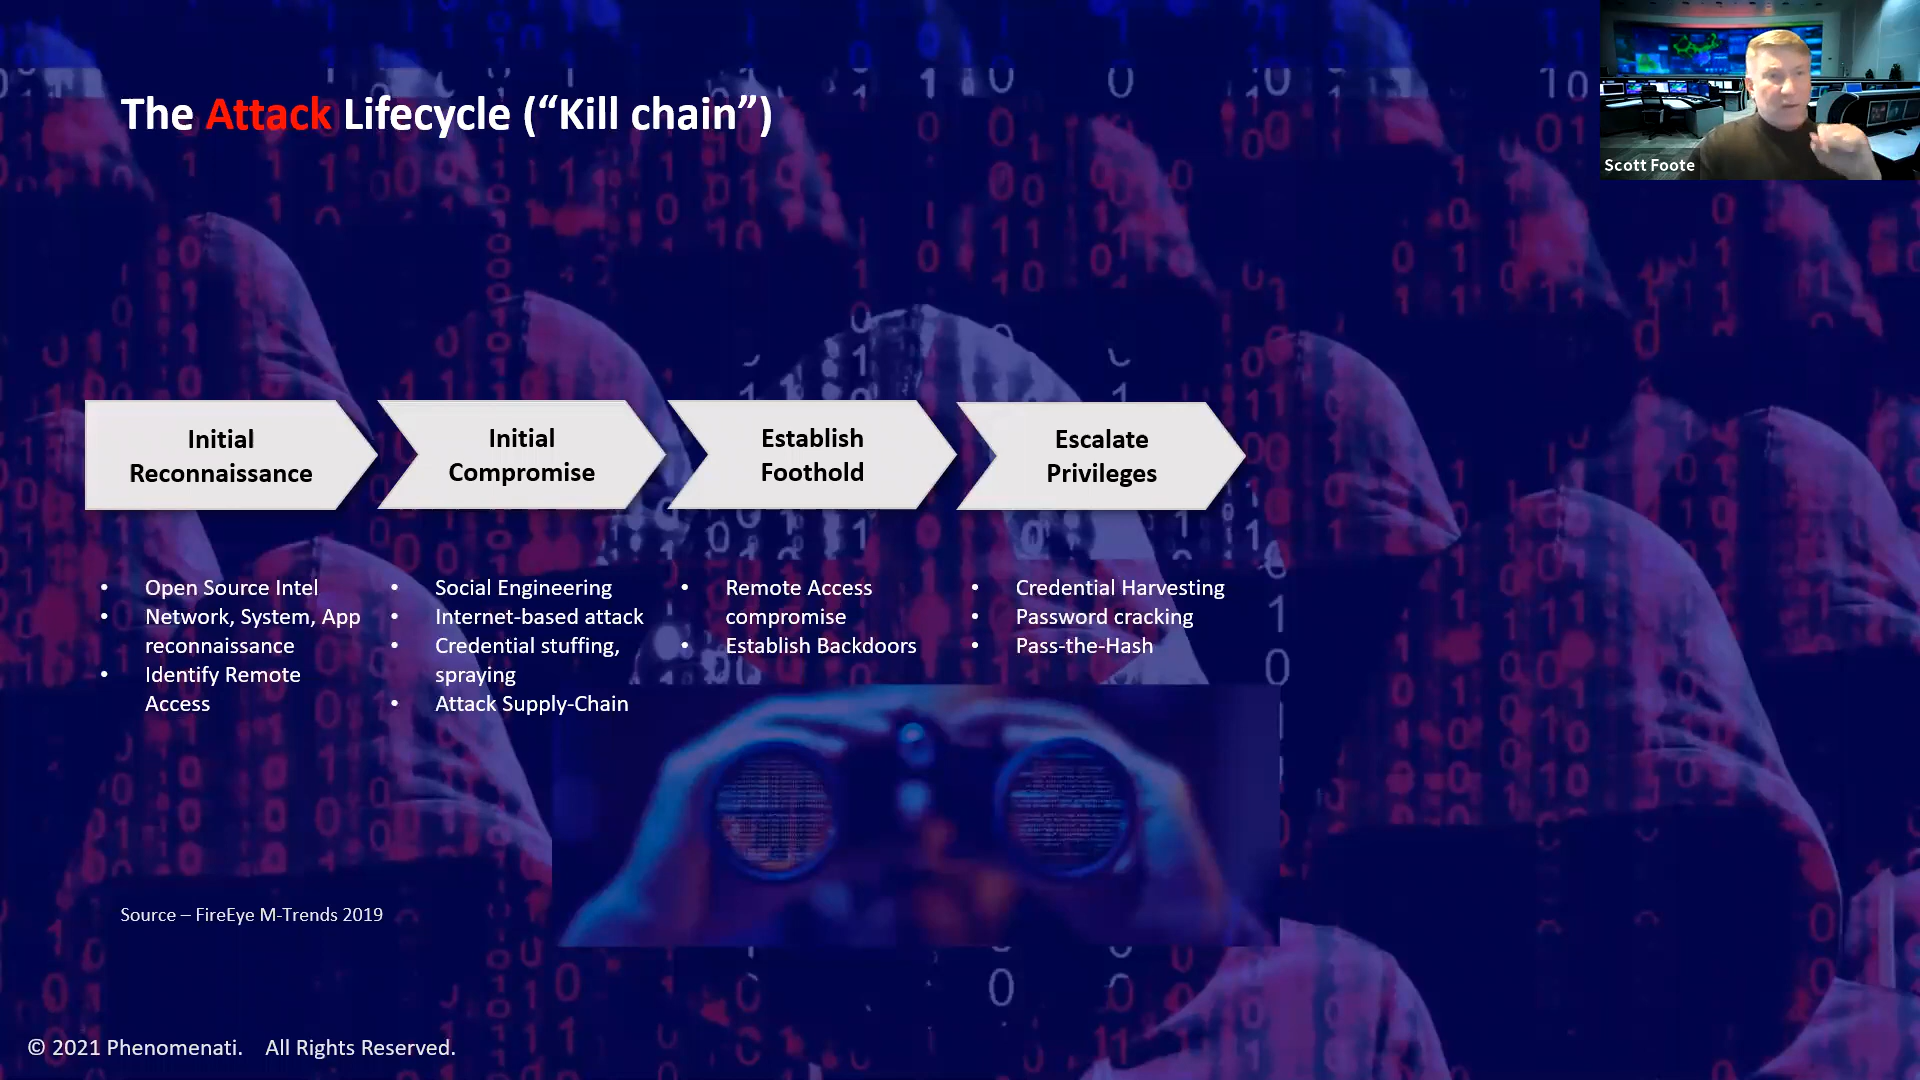 The Attack Lifecycle (“Kill chain”)
Scott Foote
Initial
Reconnaissance
Initial
Compromise
Establish
Foothold
Escalate
Privileges
• Open Source Intel
• Network, System, App
reconnaissance
• Identify Remote
Access
• Social Engineering
• Internet-based attack
• Credential stuffing,
spraying
• Attack Supply-Chain
• Remote Access
compromise
• Establish Backdoors
• Credential Harvesting
• Password cracking
• Pass-the-Hash
Source – FireEye M-Trends 2019
© 2021 Phenomenati. All Rights Reserved.